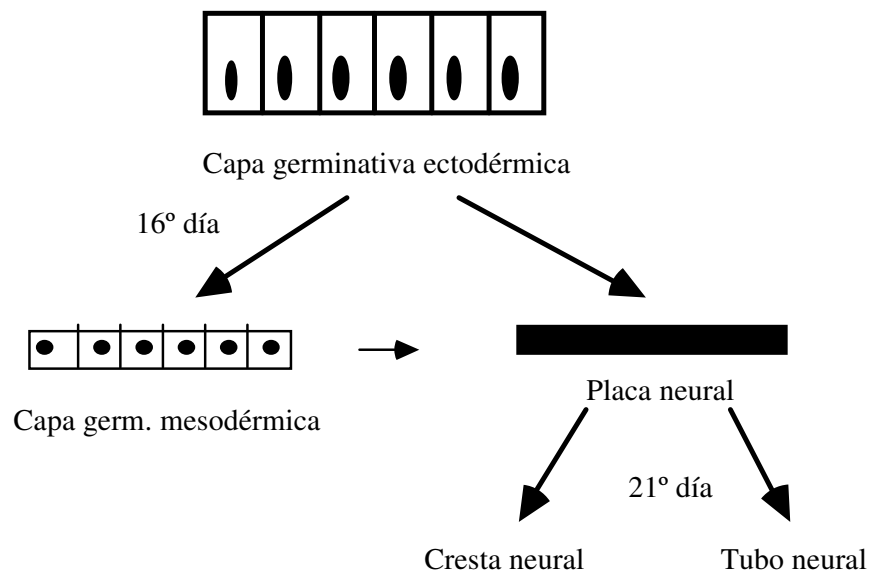 Capa germinativa ectodérmica
16º día
Placa neural
Capa germ. mesodérmica
21º día
Cresta neural
Tubo neural